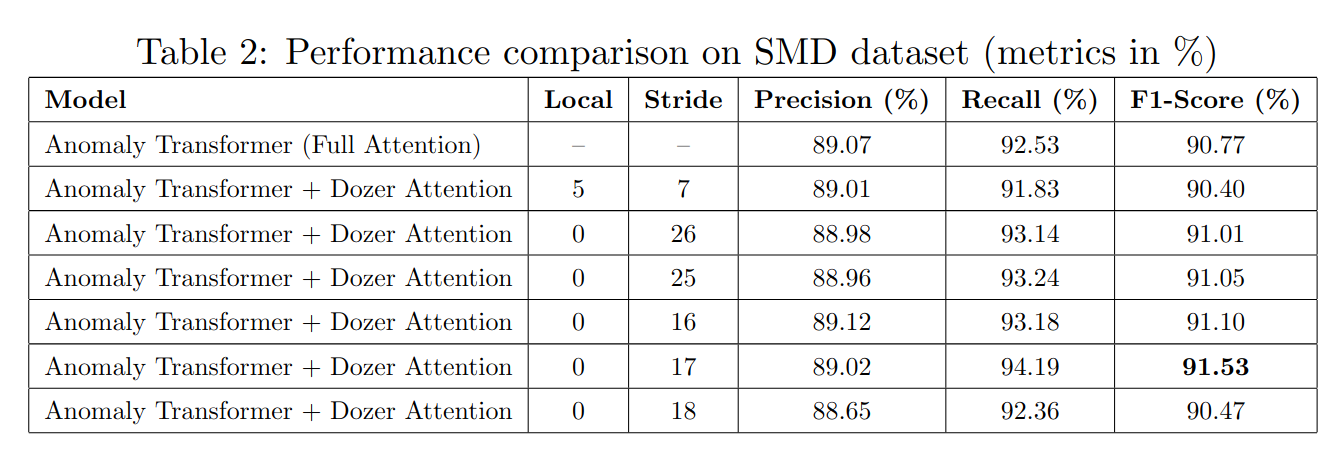 Table 2: Performance comparison on SMD dataset (metrics in %)
Model Local Stride Precision (%) Recall (%) F1-Score (%)
Anomaly Transformer (Full Attention) – – 89.07 92.53 90.77
Anomaly Transformer + Dozer Attention 5 7 89.01 91.83 90.40
Anomaly Transformer + Dozer Attention 0 26 88.98 93.14 91.01
Anomaly Transformer + Dozer Attention 0 25 88.96 93.24 91.05
Anomaly Transformer + Dozer Attention 0 16 89.12 93.18 91.10
Anomaly Transformer + Dozer Attention 0 17 89.02 94.19 91.53
Anomaly Transformer + Dozer Attention 0 18 88.65 92.36 90.47